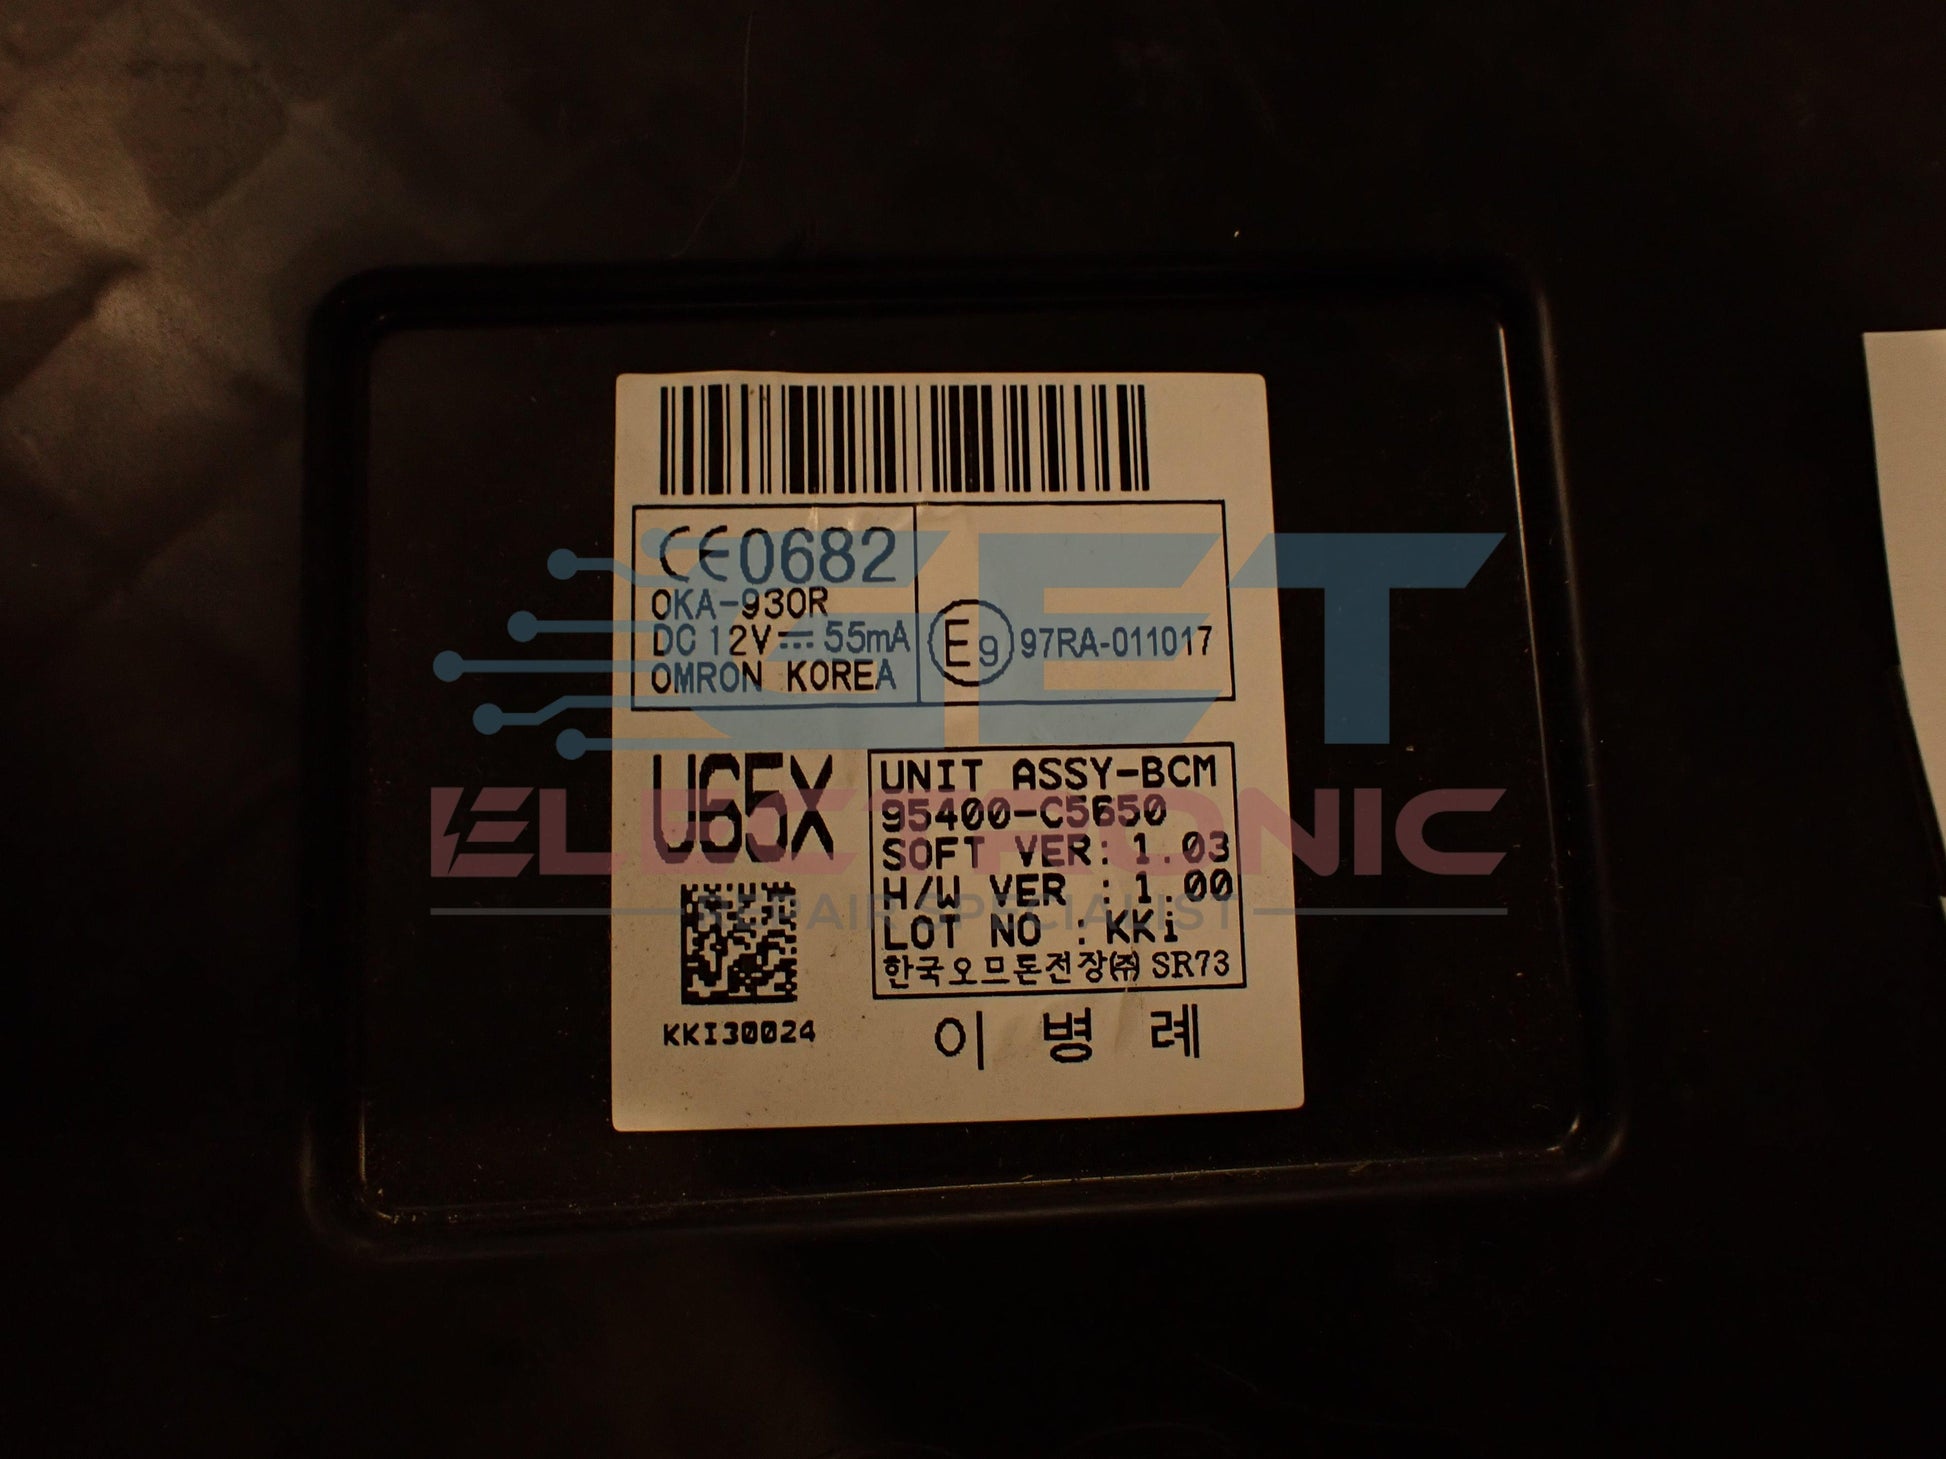 CE0682
OKA-930R
DC 12V⎓55mA
OMRON KOREA
E9 97RA-011017
U65X
UNIT ASSY-BCM
95400-C5650
SOFT VER: 1.03
H/W VER : 1.00
LOT NO : KKi
한국오므론전장㈜ SR73
KKI30024
이 병 례
GET
ELECTRONIC
REPAIR SPECIALIST